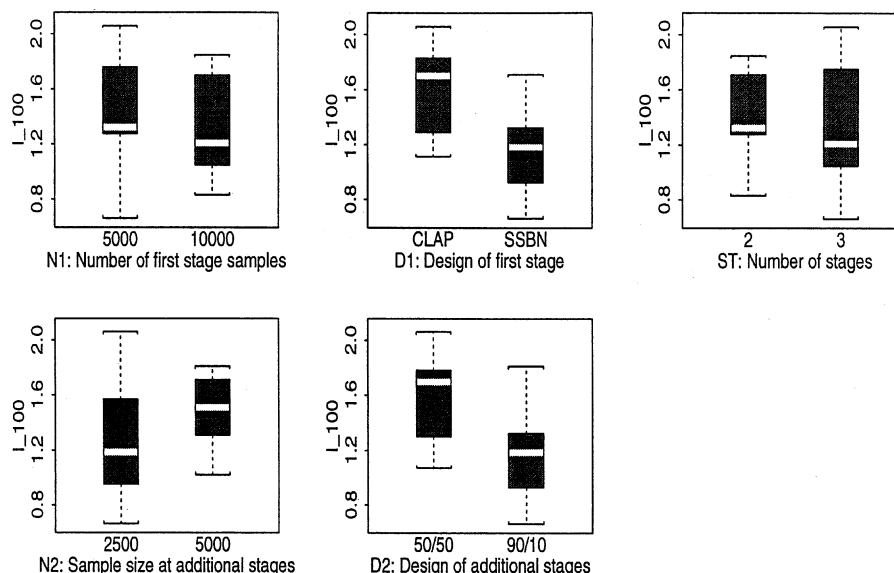 I_100
0.8 1.2 1.6 2.0
5000 10000
N1: Number of first stage samples
I_100
0.8 1.2 1.6 2.0
CLAP SSBN
D1: Design of first stage
I_100
0.8 1.2 1.6 2.0
2 3
ST: Number of stages
I_100
0.8 1.2 1.6 2.0
2500 5000
N2: Sample size at additional stages
I_100
0.8 1.2 1.6 2.0
50/50 90/10
D2: Design of additional stages